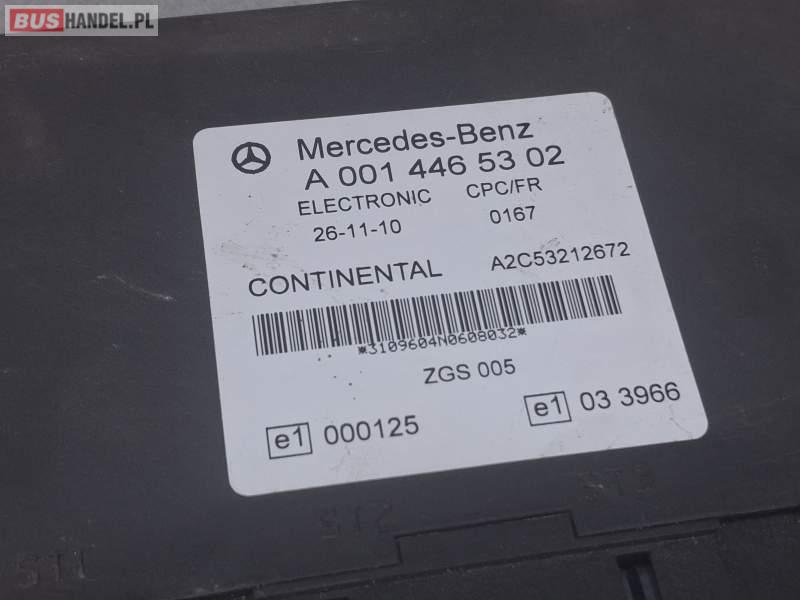 BUSHANDEL.PL
Mercedes-Benz
A 001 446 53 02
ELECTRONIC CPC/FR
26-11-10 0167
CONTINENTAL A2C53212672
*3109604N0608032*
ZGS 005
e1 000125 e1 03 3966